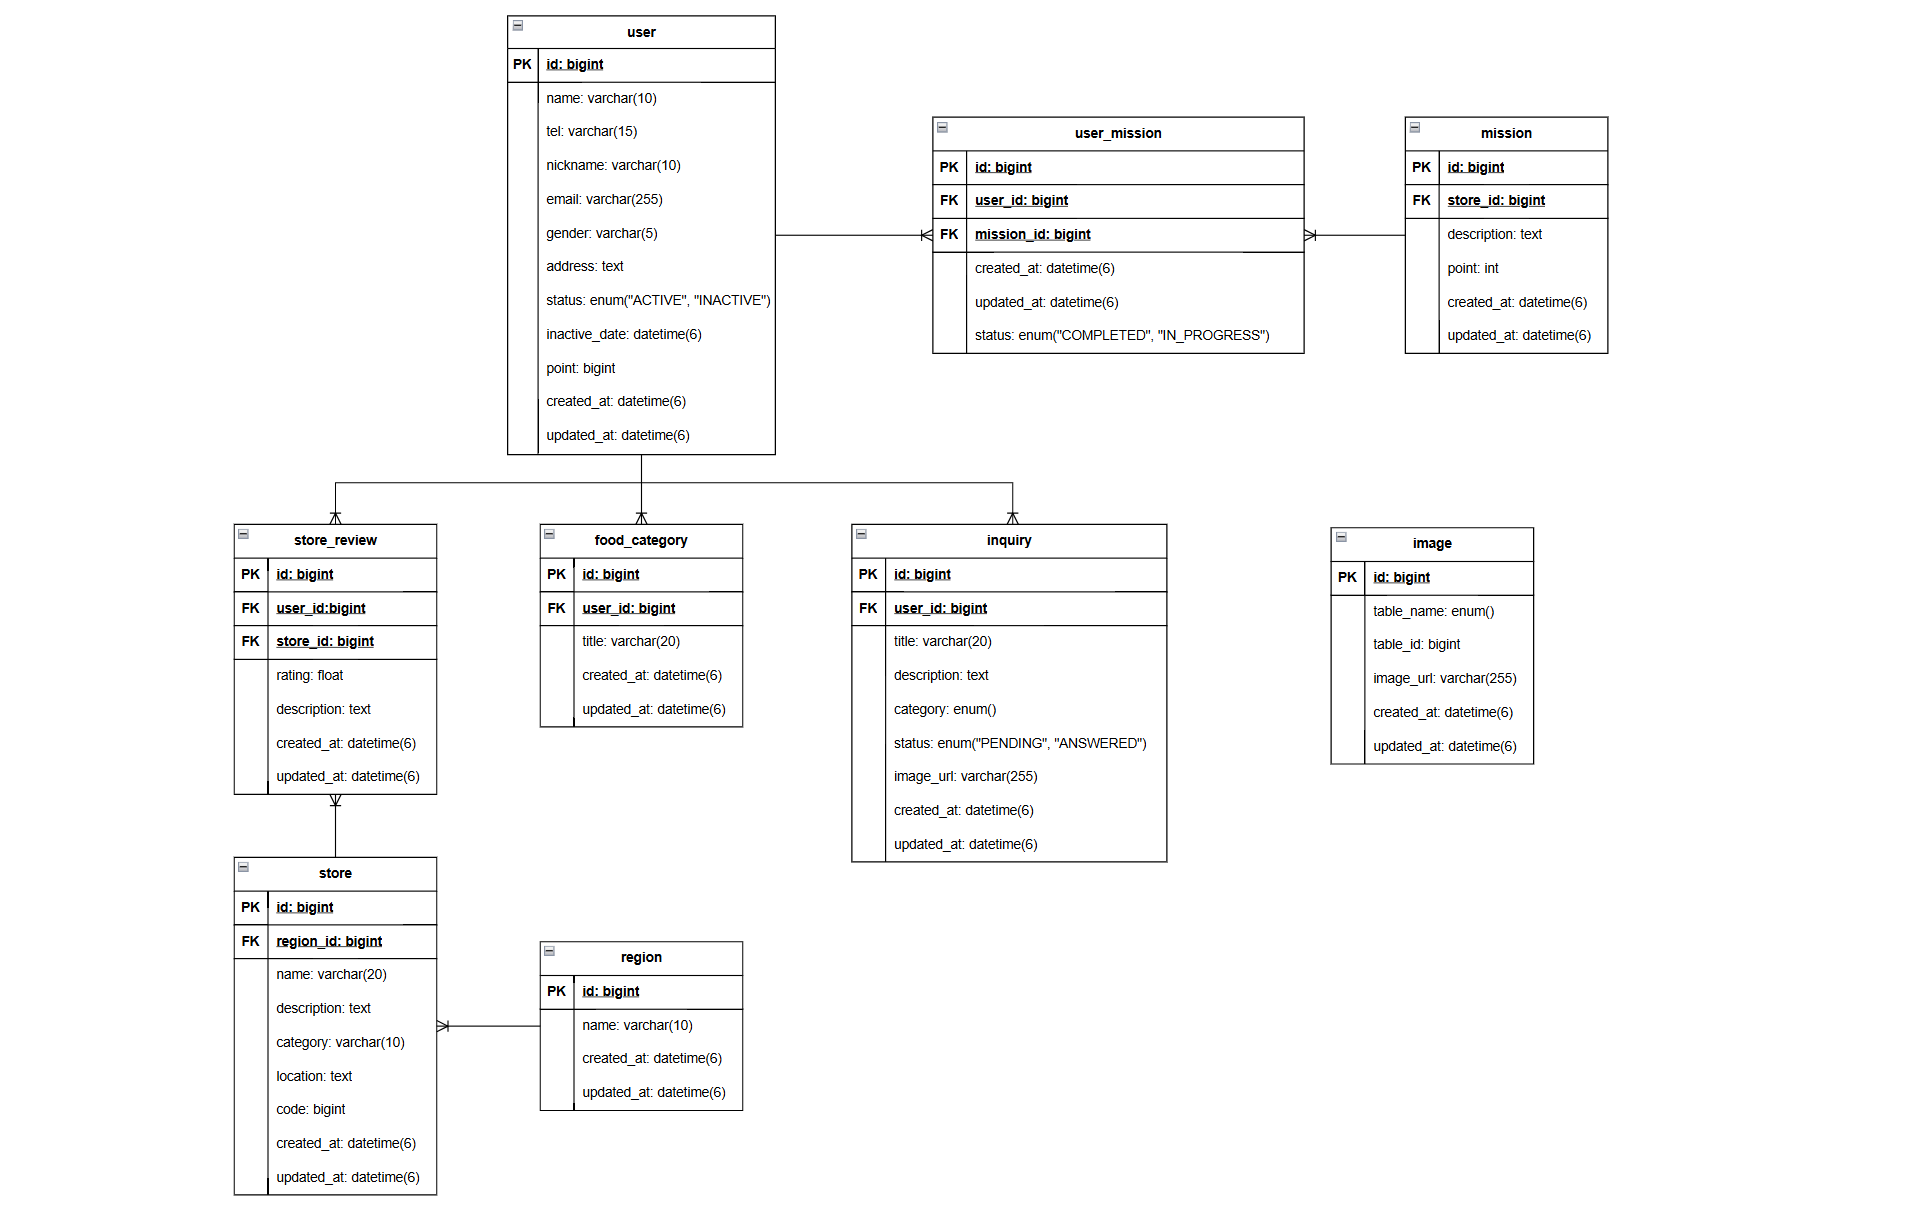 user
PK id: bigint
name: varchar(10)
tel: varchar(15)
nickname: varchar(10)
email: varchar(255)
gender: varchar(5)
address: text
status: enum("ACTIVE", "INACTIVE")
inactive_date: datetime(6)
point: bigint
created_at: datetime(6)
updated_at: datetime(6)
user_mission
PK id: bigint
FK user_id: bigint
FK mission_id: bigint
created_at: datetime(6)
updated_at: datetime(6)
status: enum("COMPLETED", "IN_PROGRESS")
mission
PK id: bigint
FK store_id: bigint
description: text
point: int
created_at: datetime(6)
updated_at: datetime(6)
store_review
PK id: bigint
FK user_id:bigint
FK store_id: bigint
rating: float
description: text
created_at: datetime(6)
updated_at: datetime(6)
food_category
PK id: bigint
FK user_id: bigint
title: varchar(20)
created_at: datetime(6)
updated_at: datetime(6)
inquiry
PK id: bigint
FK user_id: bigint
title: varchar(20)
description: text
category: enum()
status: enum("PENDING", "ANSWERED")
image_url: varchar(255)
created_at: datetime(6)
updated_at: datetime(6)
image
PK id: bigint
table_name: enum()
table_id: bigint
image_url: varchar(255)
created_at: datetime(6)
updated_at: datetime(6)
store
PK id: bigint
FK region_id: bigint
name: varchar(20)
description: text
category: varchar(10)
location: text
code: bigint
created_at: datetime(6)
updated_at: datetime(6)
region
PK id: bigint
name: varchar(10)
created_at: datetime(6)
updated_at: datetime(6)